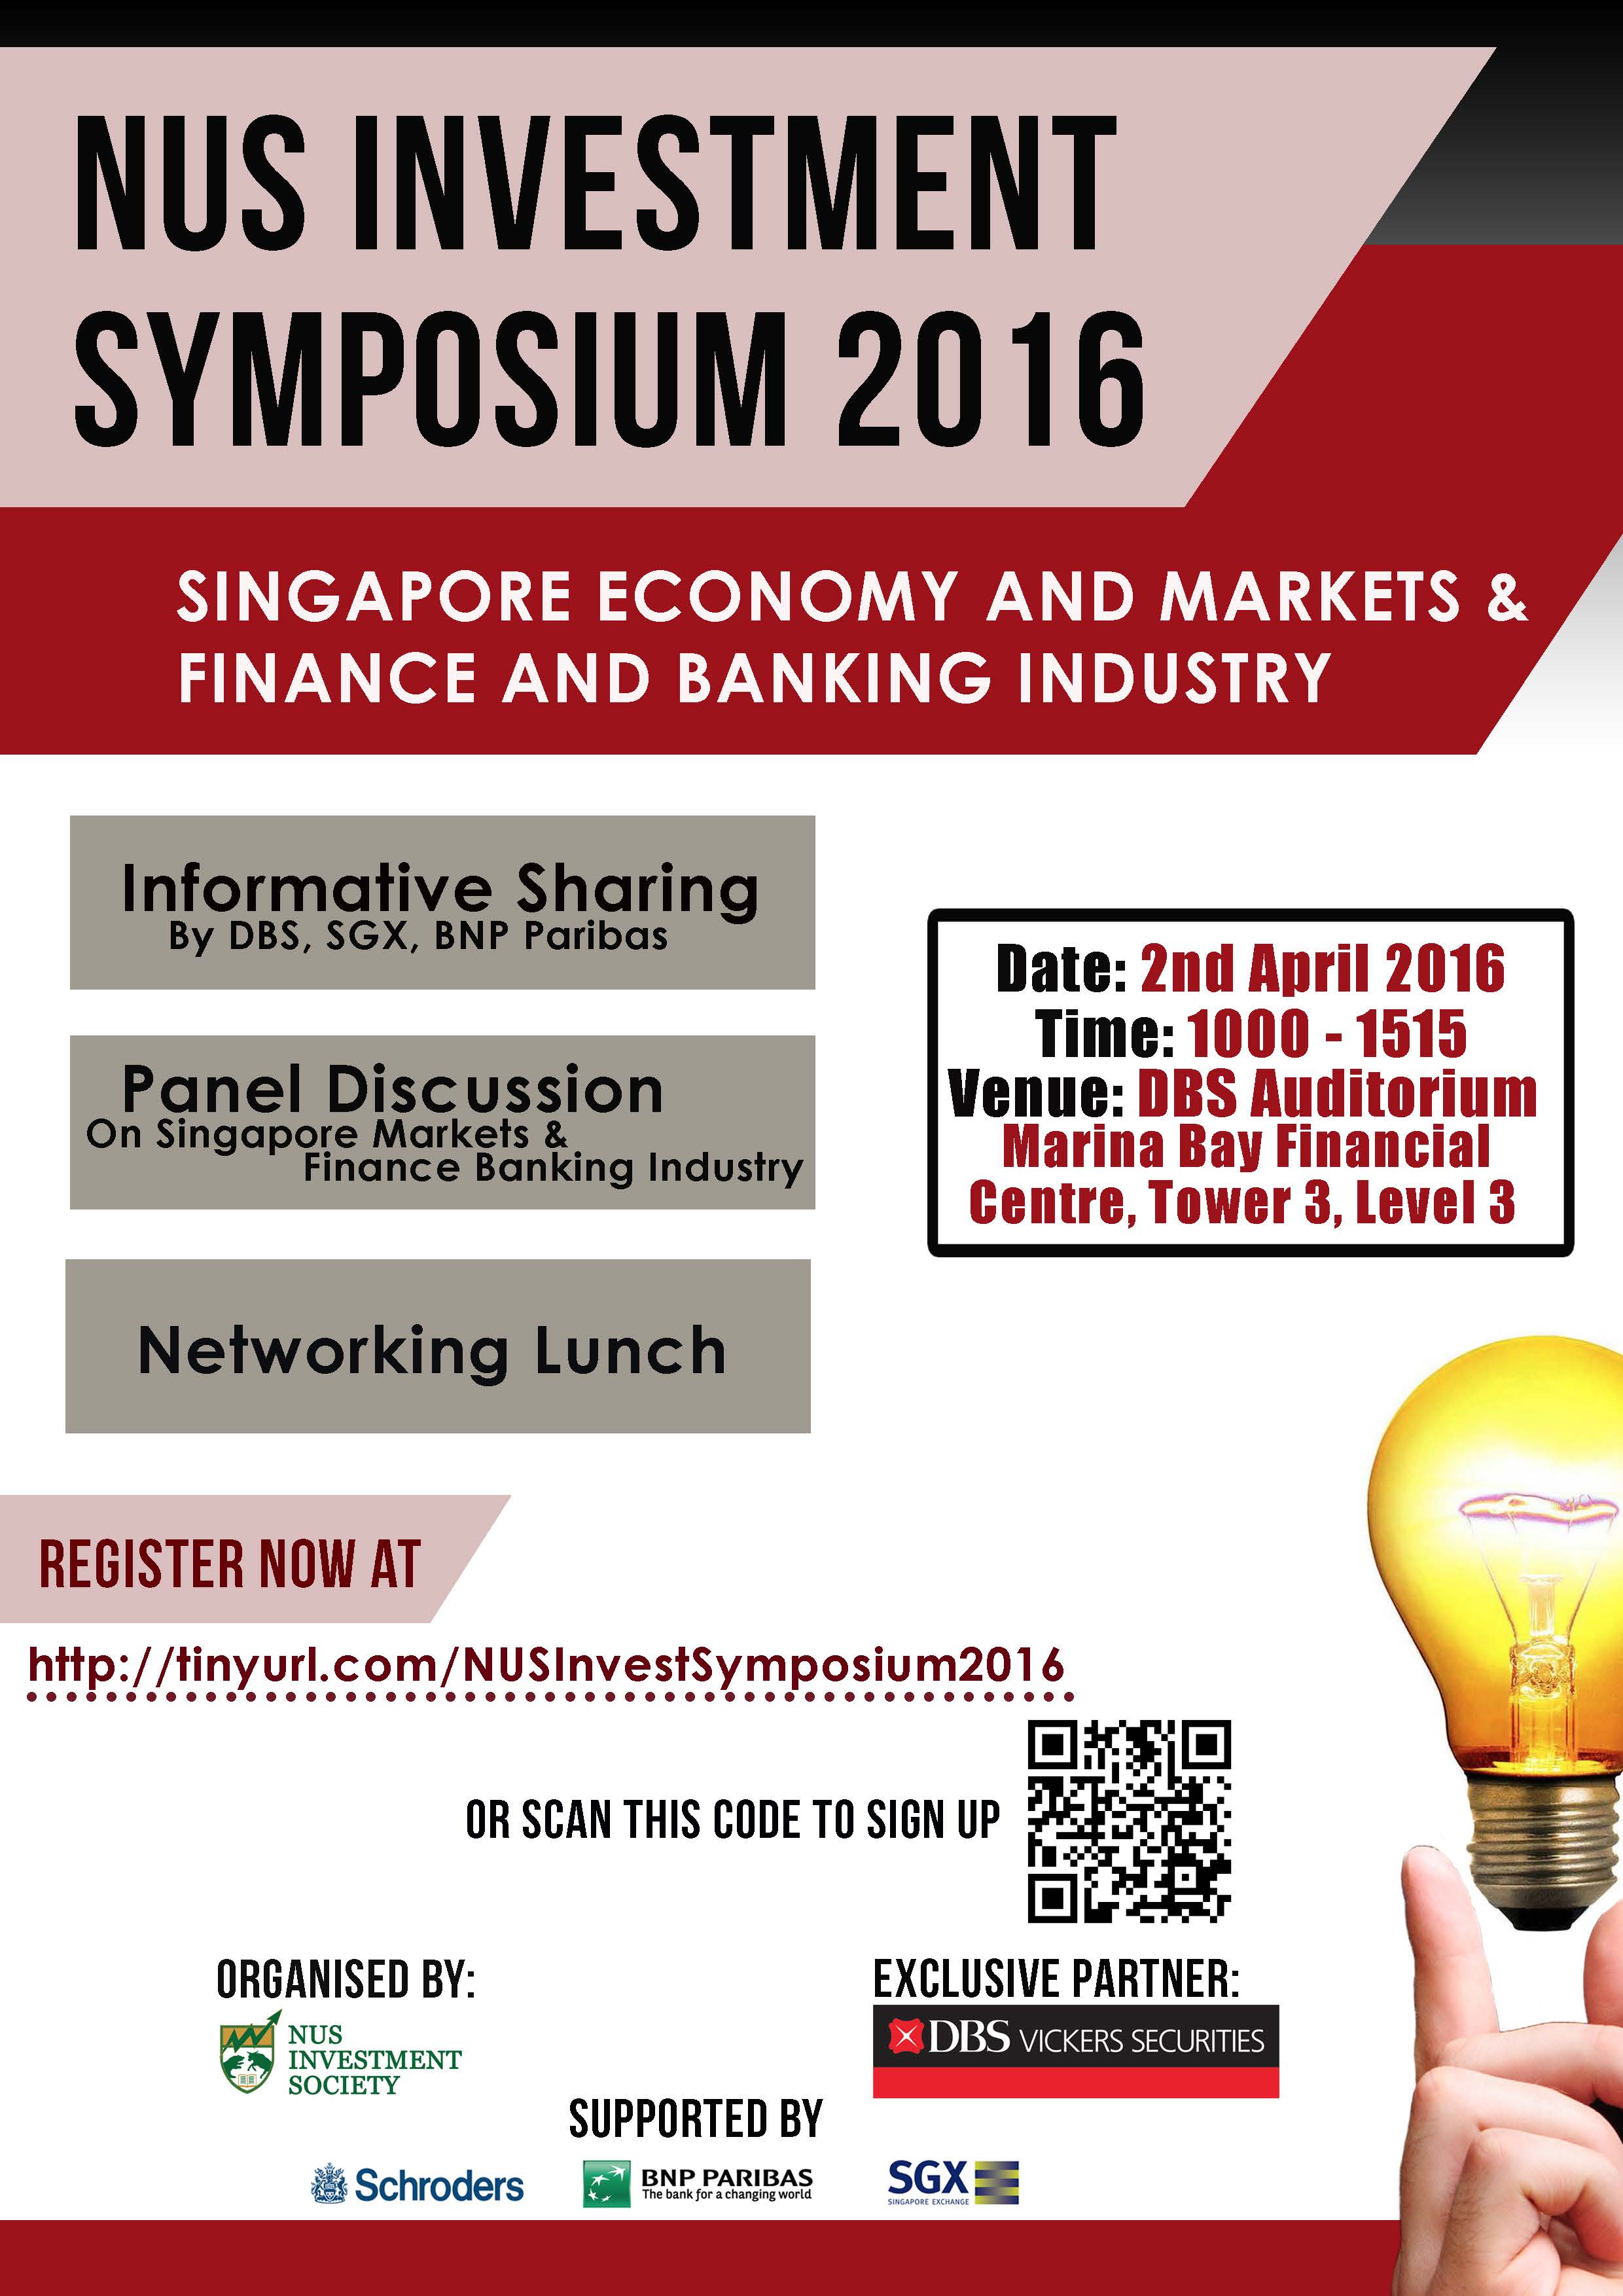 NUS INVESTMENT
SYMPOSIUM 2016
SINGAPORE ECONOMY AND MARKETS &
FINANCE AND BANKING INDUSTRY
Informative Sharing
By DBS, SGX, BNP Paribas
Panel Discussion
On Singapore Markets &
Finance Banking Industry
Networking Lunch
Date: 2nd April 2016
Time: 1000 - 1515
Venue: DBS Auditorium
Marina Bay Financial
Centre, Tower 3, Level 3
REGISTER NOW AT
http://tinyurl.com/NUSInvestSymposium2016
OR SCAN THIS CODE TO SIGN UP
ORGANISED BY:
NUS
INVESTMENT
SOCIETY
EXCLUSIVE PARTNER:
DBS VICKERS SECURITIES
SUPPORTED BY
Schroders
BNP PARIBAS
The bank for a changing world
SGX
SINGAPORE EXCHANGE